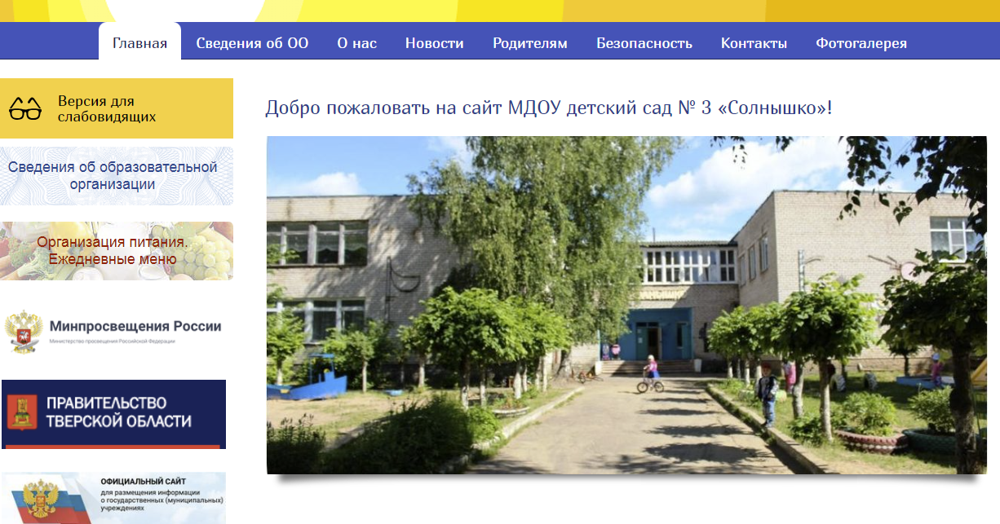 Главная Сведения об ОО О нас Новости Родителям Безопасность Контакты Фотогалерея
Версия для
слабовидящих
Сведения об образовательной
организации
Организация питания.
Ежедневные меню
Минпросвещения России
Министерство просвещения Российской Федерации
ПРАВИТЕЛЬСТВО
ТВЕРСКОЙ ОБЛАСТИ
ОФИЦИАЛЬНЫЙ САЙТ
для размещения информации
о государственных (муниципальных)
учреждениях
Добро пожаловать на сайт МДОУ детский сад № 3 «Солнышко»!